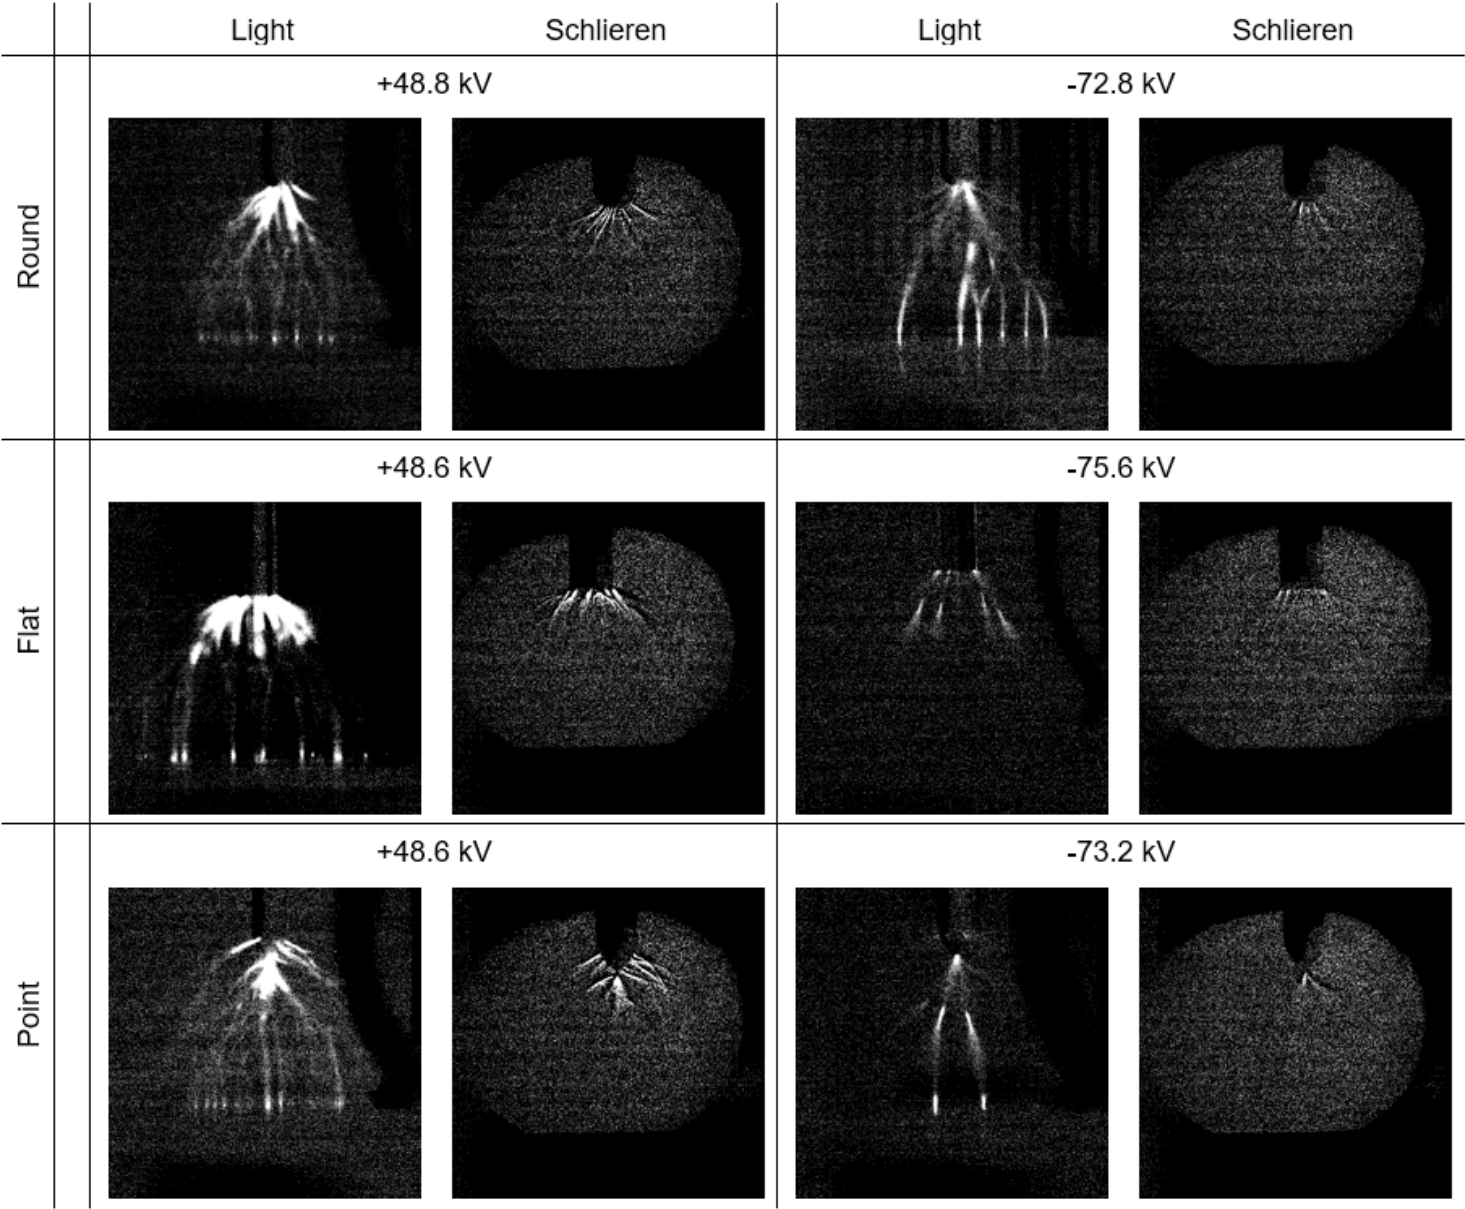 Light Schlieren Light Schlieren
Round
+48.8 kV -72.8 kV
Flat
+48.6 kV -75.6 kV
Point
+48.6 kV -73.2 kV